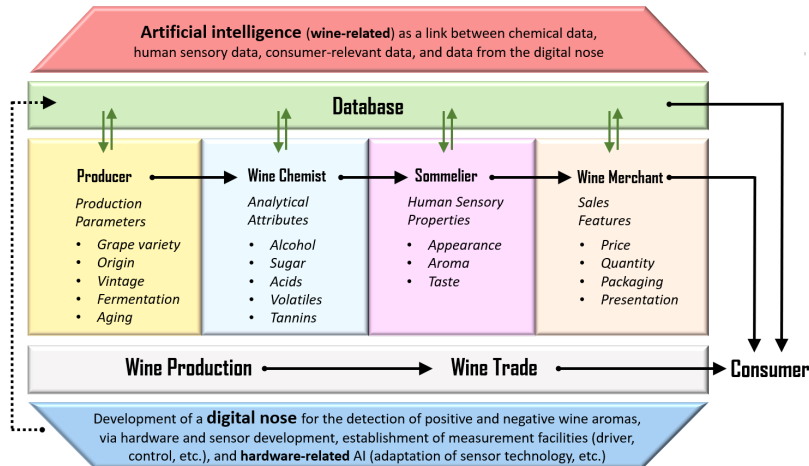 Artificial intelligence (wine-related) as a link between chemical data,
human sensory data, consumer-relevant data, and data from the digital nose
Database
Producer
Production
Parameters
• Grape variety
• Origin
• Vintage
• Fermentation
• Aging
Wine Chemist
Analytical
Attributes
• Alcohol
• Sugar
• Acids
• Volatiles
• Tannins
Sommelier
Human Sensory
Properties
• Appearance
• Aroma
• Taste
Wine Merchant
Sales
Features
• Price
• Quantity
• Packaging
• Presentation
Wine Production
Wine Trade
Consumer
Development of a digital nose for the detection of positive and negative wine aromas,
via hardware and sensor development, establishment of measurement facilities (driver,
control, etc.), and hardware-related AI (adaptation of sensor technology, etc.)